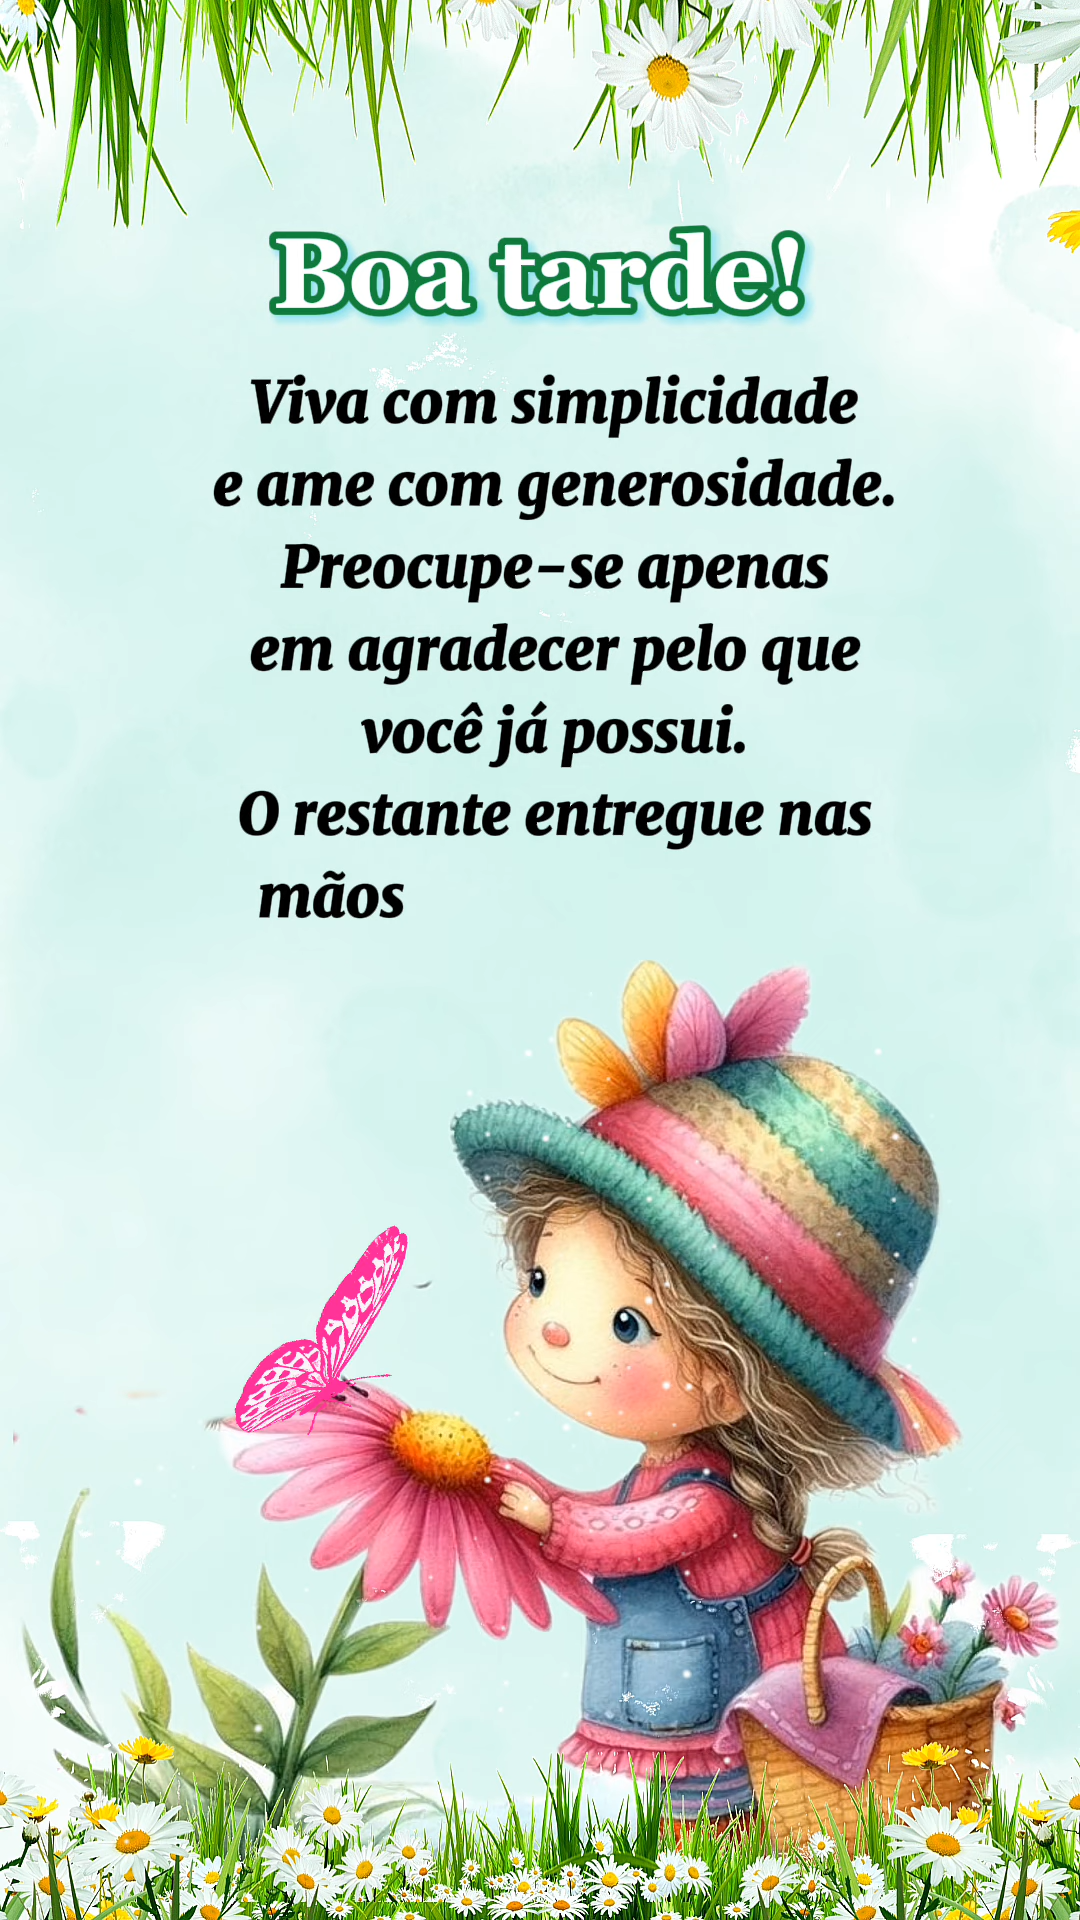 Boa tarde!
Viva com simplicidade
e ame com generosidade.
Preocupe-se apenas
em agradecer pelo que
você já possui.
O restante entregue nas
mãos